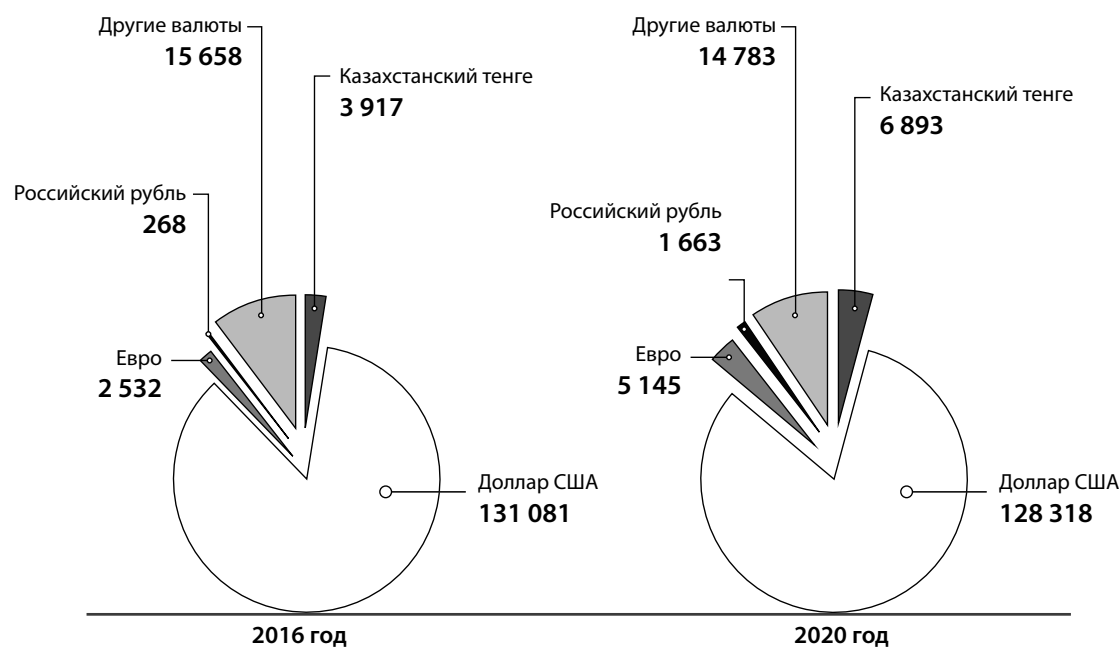 Другие валюты
15 658
Казахстанский тенге
3 917
Российский рубль
268
Евро
2 532
Доллар США
131 081
2016 год
Другие валюты
14 783
Казахстанский тенге
6 893
Российский рубль
1 663
Евро
5 145
Доллар США
128 318
2020 год